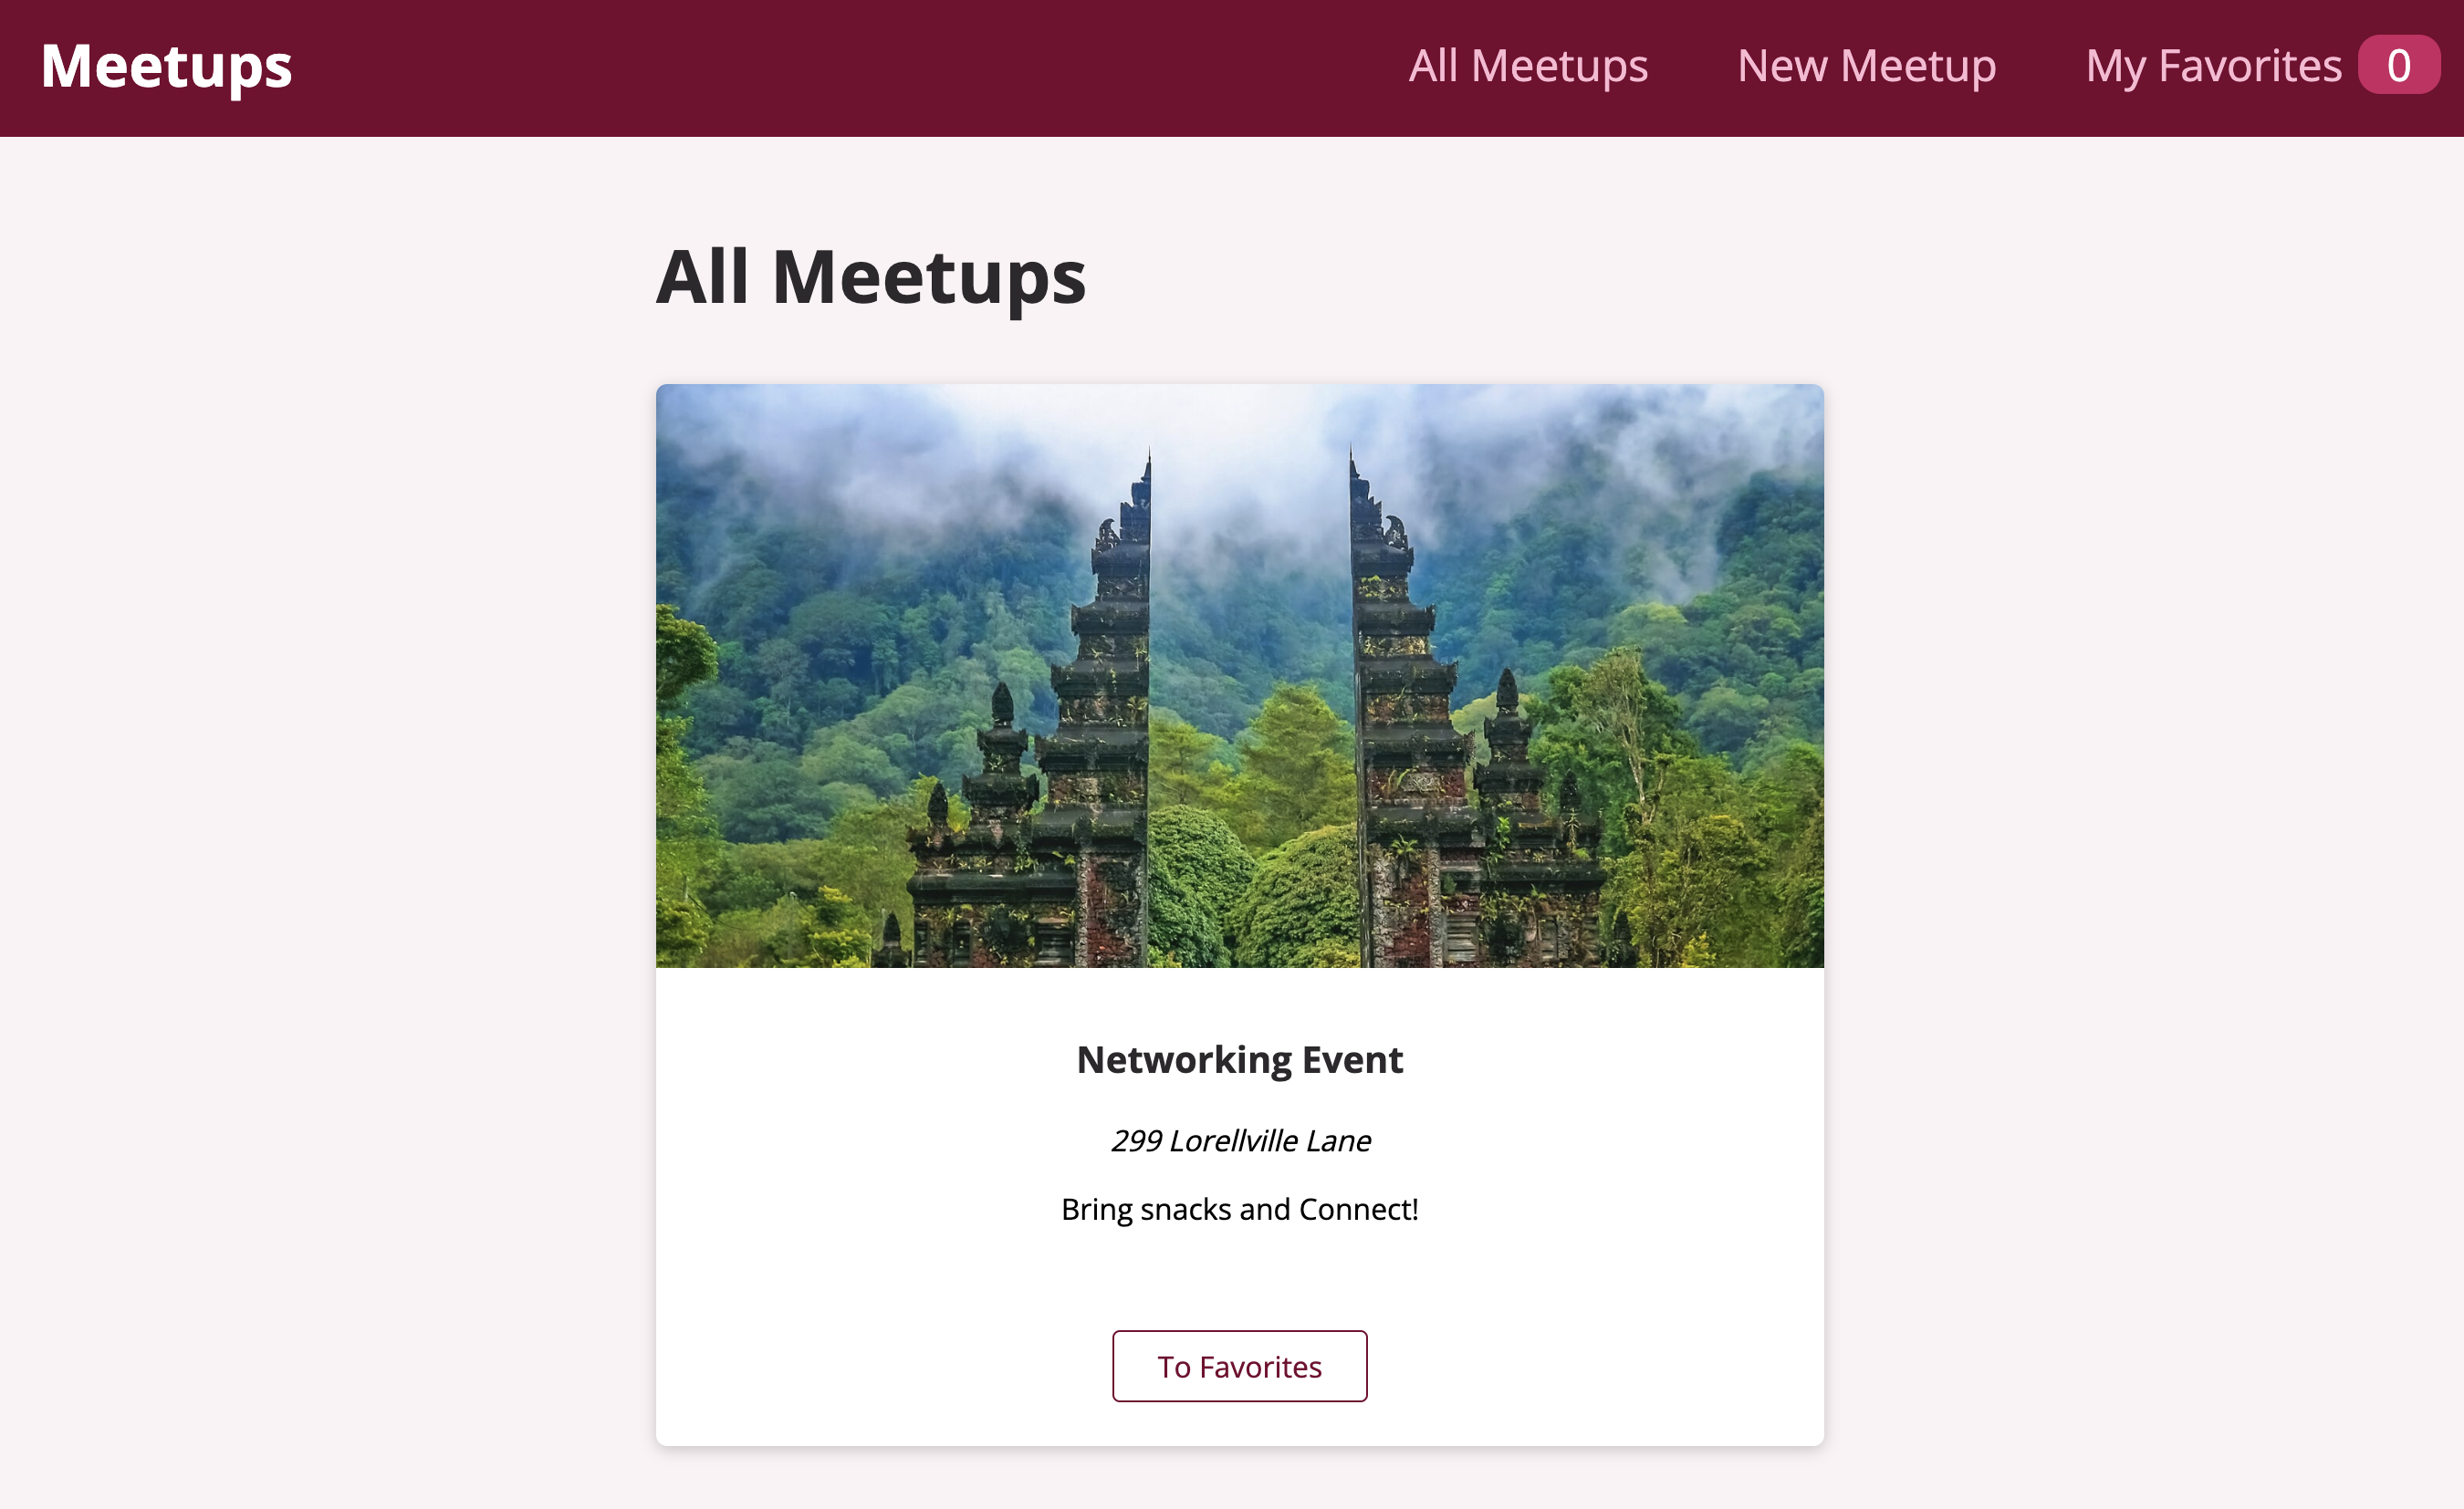 Meetups
All Meetups
New Meetup
My Favorites 0
All Meetups
Networking Event
299 Lorellville Lane
Bring snacks and Connect!
To Favorites